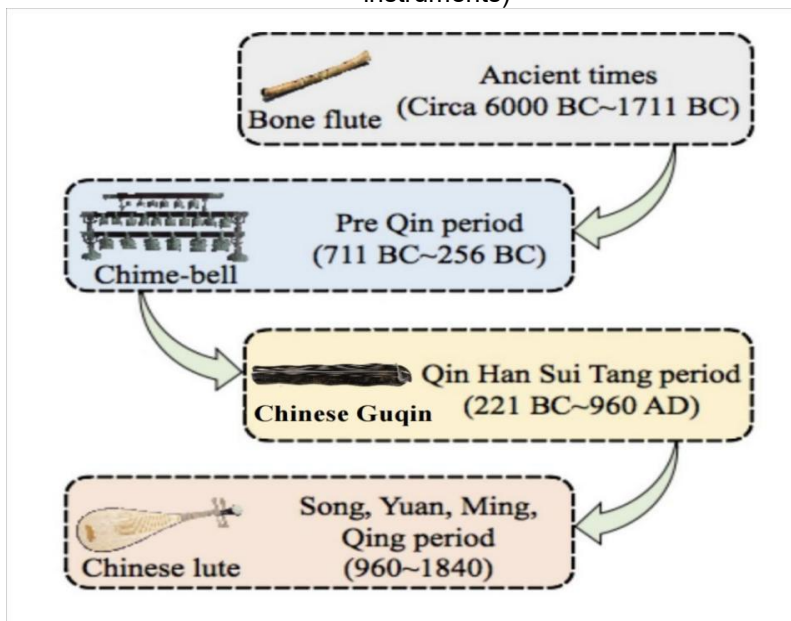 instruments)
Ancient times
(Circa 6000 BC~1711 BC)
Bone flute
Pre Qin period
(711 BC~256 BC)
Chime-bell
Qin Han Sui Tang period
(221 BC~960 AD)
Chinese Guqin
Song, Yuan, Ming,
Qing period
(960~1840)
Chinese lute